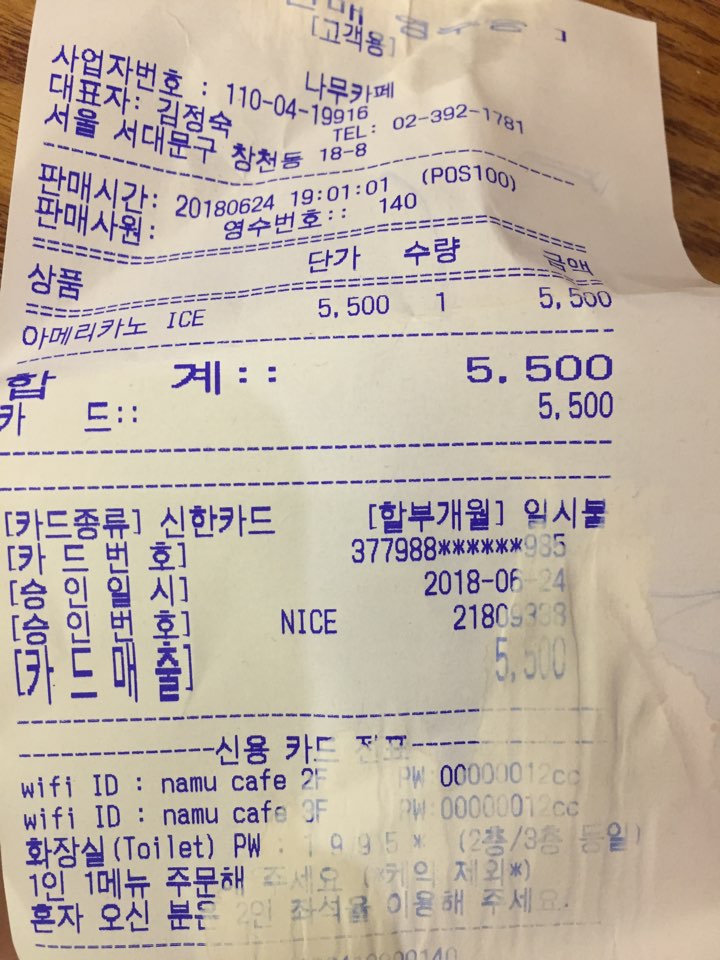 [고객용]
나무카페
사업자번호 : 110-04-19916
대표자: 김정숙 TEL: 02-392-1781
서울 서대문구 창천동 18-8
판매시간: 20180624 19:01:01 (POS100)
판매사원: 영수번호:: 140
상품 단가 수량 금액
아메리카노 ICE 5,500 1 5,500
합 계:: 5.500
카 드:: 5,500
[카드종류] 신한카드 [할부개월] 일시불
[카 드 번 호] 377988******985
[승 인 일 시] 2018-06-24
[승 인 번 호] NICE 21809338
[카 드 매 출] 5,500
-------------신용 카드 전표-------------
wifi ID : namu cafe 2F PW:00000012cc
wifi ID : namu cafe 3F PW:00000012cc
화장실(Toilet) PW : 1 9 9 5 * (2층/3층 동일)
1인 1메뉴 주문해 주세요 (*커의 제외*)
혼자 오신 분은 2인 좌석을 이용해 주세요.